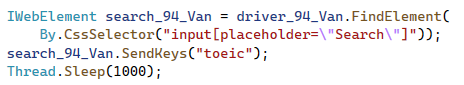 IWebElement search_94_Van = driver_94_Van.FindElement(
By.CssSelector("input[placeholder=\"Search\"]"));
search_94_Van.SendKeys("toeic");
Thread.Sleep(1000);